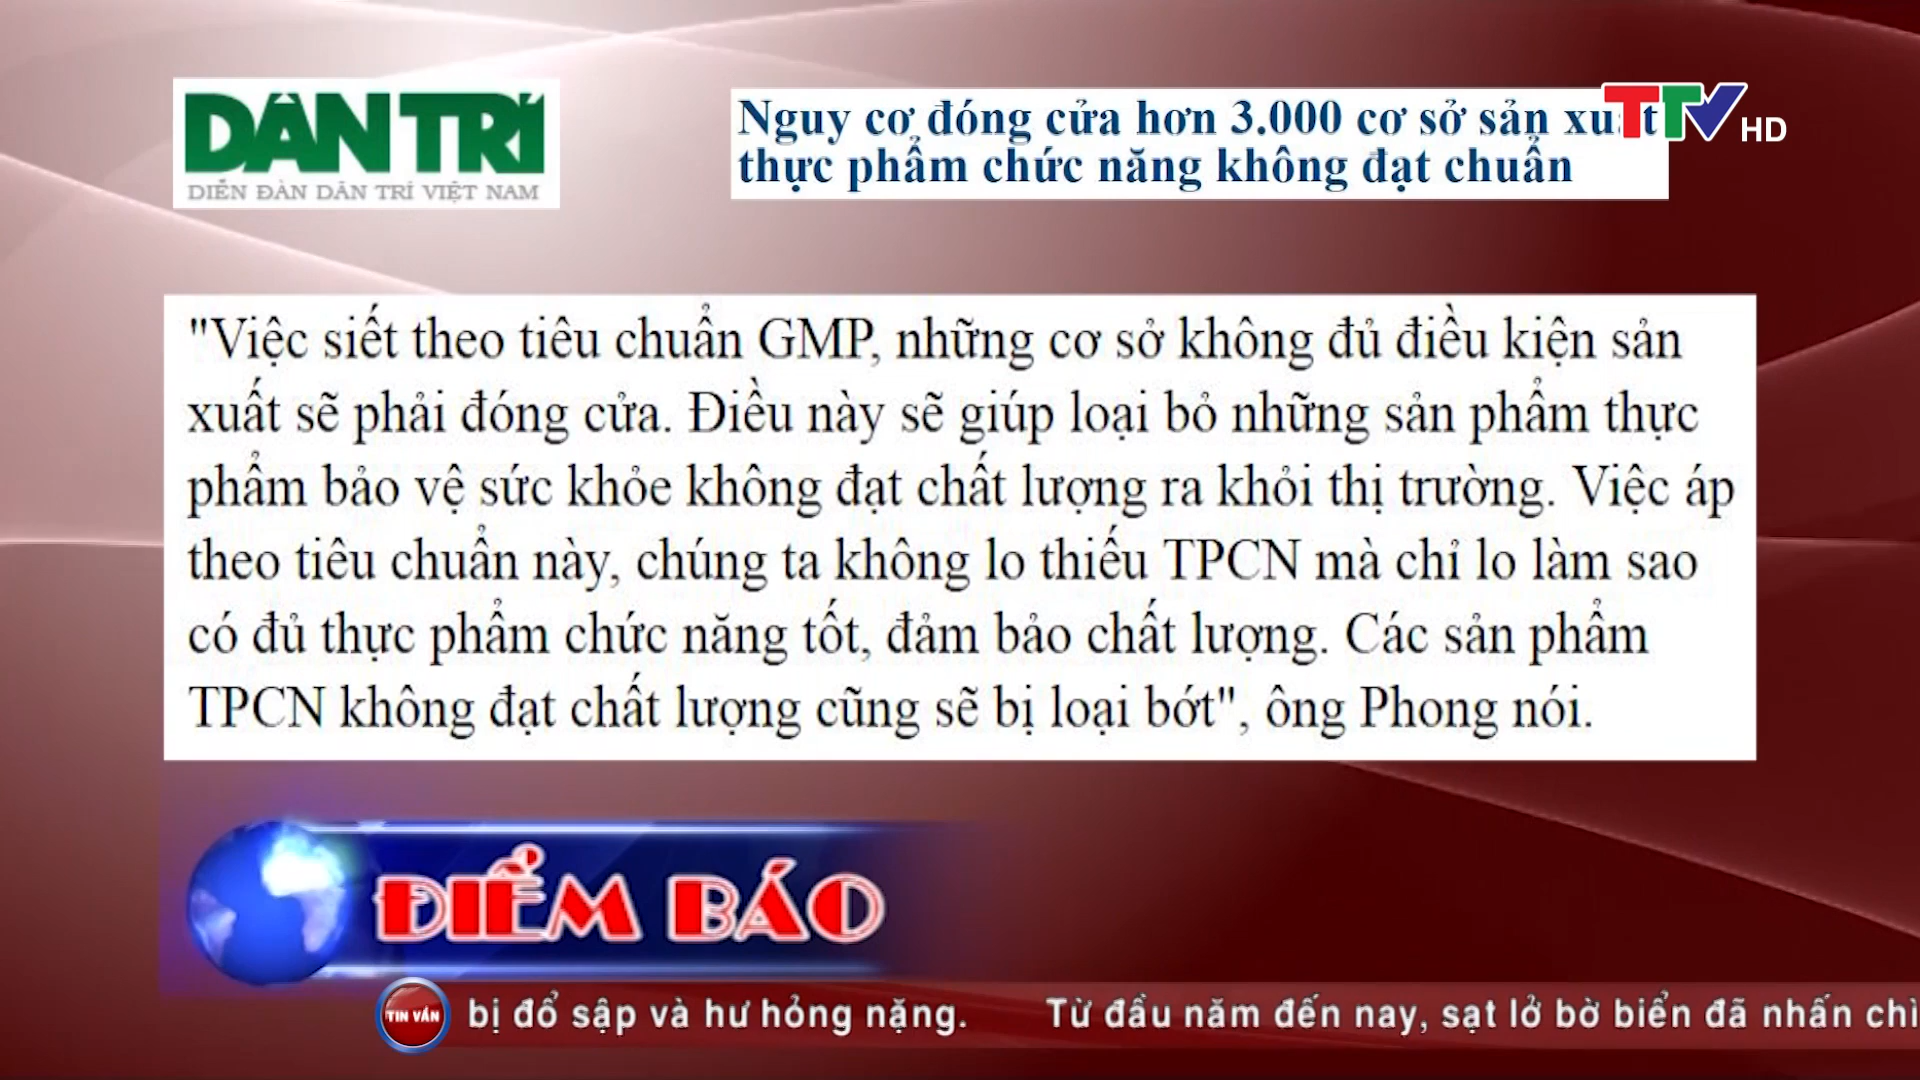 DÂN TRÍ
DIỄN ĐÀN DÂN TRÍ VIỆT NAM
Nguy cơ đóng cửa hơn 3.000 cơ sở sản xuất
thực phẩm chức năng không đạt chuẩn
TTV HD
"Việc siết theo tiêu chuẩn GMP, những cơ sở không đủ điều kiện sản
xuất sẽ phải đóng cửa. Điều này sẽ giúp loại bỏ những sản phẩm thực
phẩm bảo vệ sức khỏe không đạt chất lượng ra khỏi thị trường. Việc áp
theo tiêu chuẩn này, chúng ta không lo thiếu TPCN mà chỉ lo làm sao
có đủ thực phẩm chức năng tốt, đảm bảo chất lượng. Các sản phẩm
TPCN không đạt chất lượng cũng sẽ bị loại bớt", ông Phong nói.
ĐIỂM BÁO
TIN VẮN
bị đổ sập và hư hỏng nặng. Từ đầu năm đến nay, sạt lở bờ biển đã nhấn chì